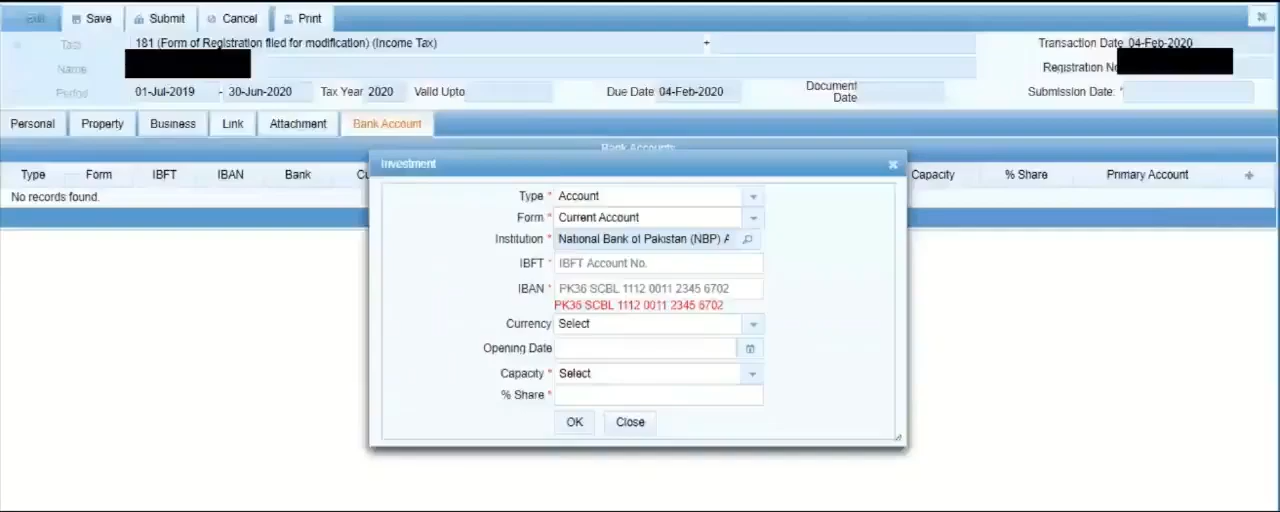 Edit Save Submit Cancel Print
Task 181 (Form of Registration filed for modification) (Income Tax) + Transaction Date 04-Feb-2020
Name Registration No
Period 01-Jul-2019 - 30-Jun-2020 Tax Year 2020 Valid Upto Due Date 04-Feb-2020 Document Date Submission Date: *
Personal Property Business Link Attachment Bank Account
Bank Accounts
Type Form IBFT IBAN Bank Cu Capacity % Share Primary Account +
No records found.
Investment
Type * Account
Form * Current Account
Institution * National Bank of Pakistan (NBP) A
IBFT * IBFT Account No.
IBAN * PK36 SCBL 1112 0011 2345 6702
PK36 SCBL 1112 0011 2345 6702
Currency Select
Opening Date
Capacity * Select
% Share *
OK Close